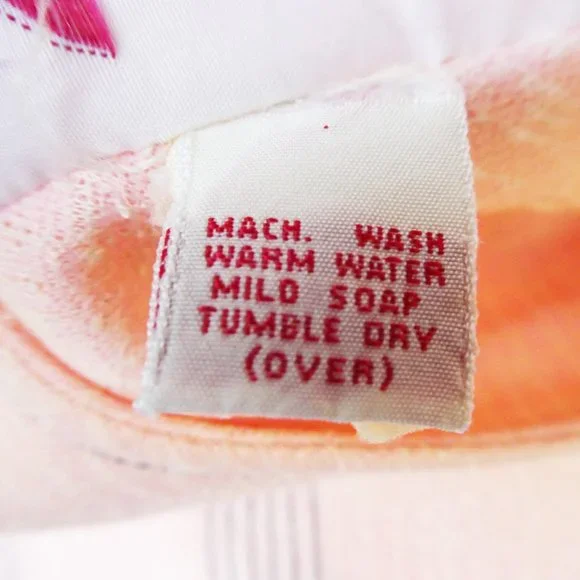 MACH. WASH
WARM WATER
MILD SOAP
TUMBLE DRY
(OVER)